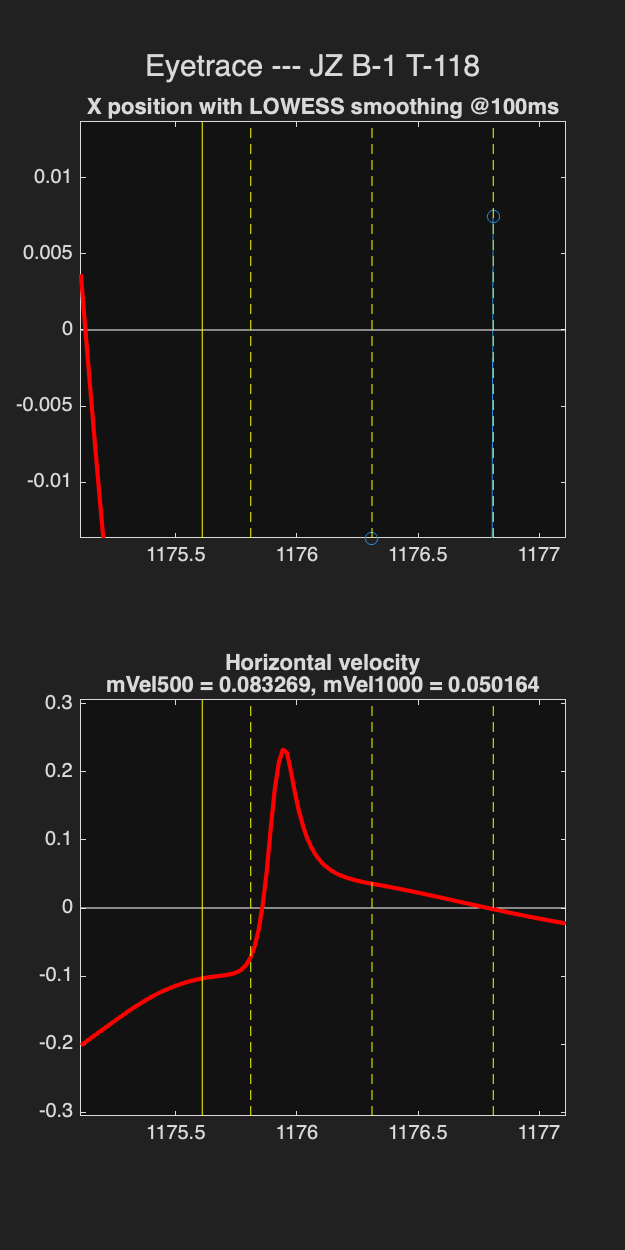 Eyetrace --- JZ B-1 T-118
X position with LOWESS smoothing @100ms
0.01
0.005
0
-0.005
-0.01
1175.5 1176 1176.5 1177
Horizontal velocity
mVel500 = 0.083269, mVel1000 = 0.050164
0.3
0.2
0.1
0
-0.1
-0.2
-0.3
1175.5 1176 1176.5 1177